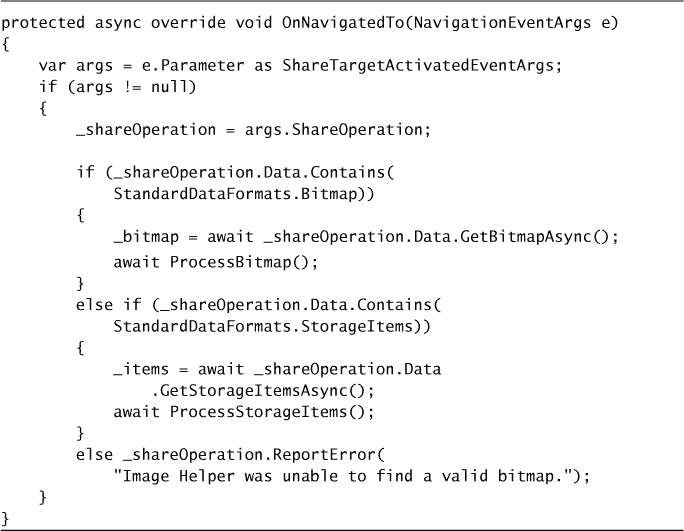 protected async override void OnNavigatedTo(NavigationEventArgs e)
{
    var args = e.Parameter as ShareTargetActivatedEventArgs;
    if (args != null)
    {
        _shareOperation = args.ShareOperation;

        if (_shareOperation.Data.Contains(
            StandardDataFormats.Bitmap))
        {
            _bitmap = await _shareOperation.Data.GetBitmapAsync();
            await ProcessBitmap();
        }
        else if (_shareOperation.Data.Contains(
            StandardDataFormats.StorageItems))
        {
            _items = await _shareOperation.Data
                .GetStorageItemsAsync();
            await ProcessStorageItems();
        }
        else _shareOperation.ReportError(
            "Image Helper was unable to find a valid bitmap.");
    }
}